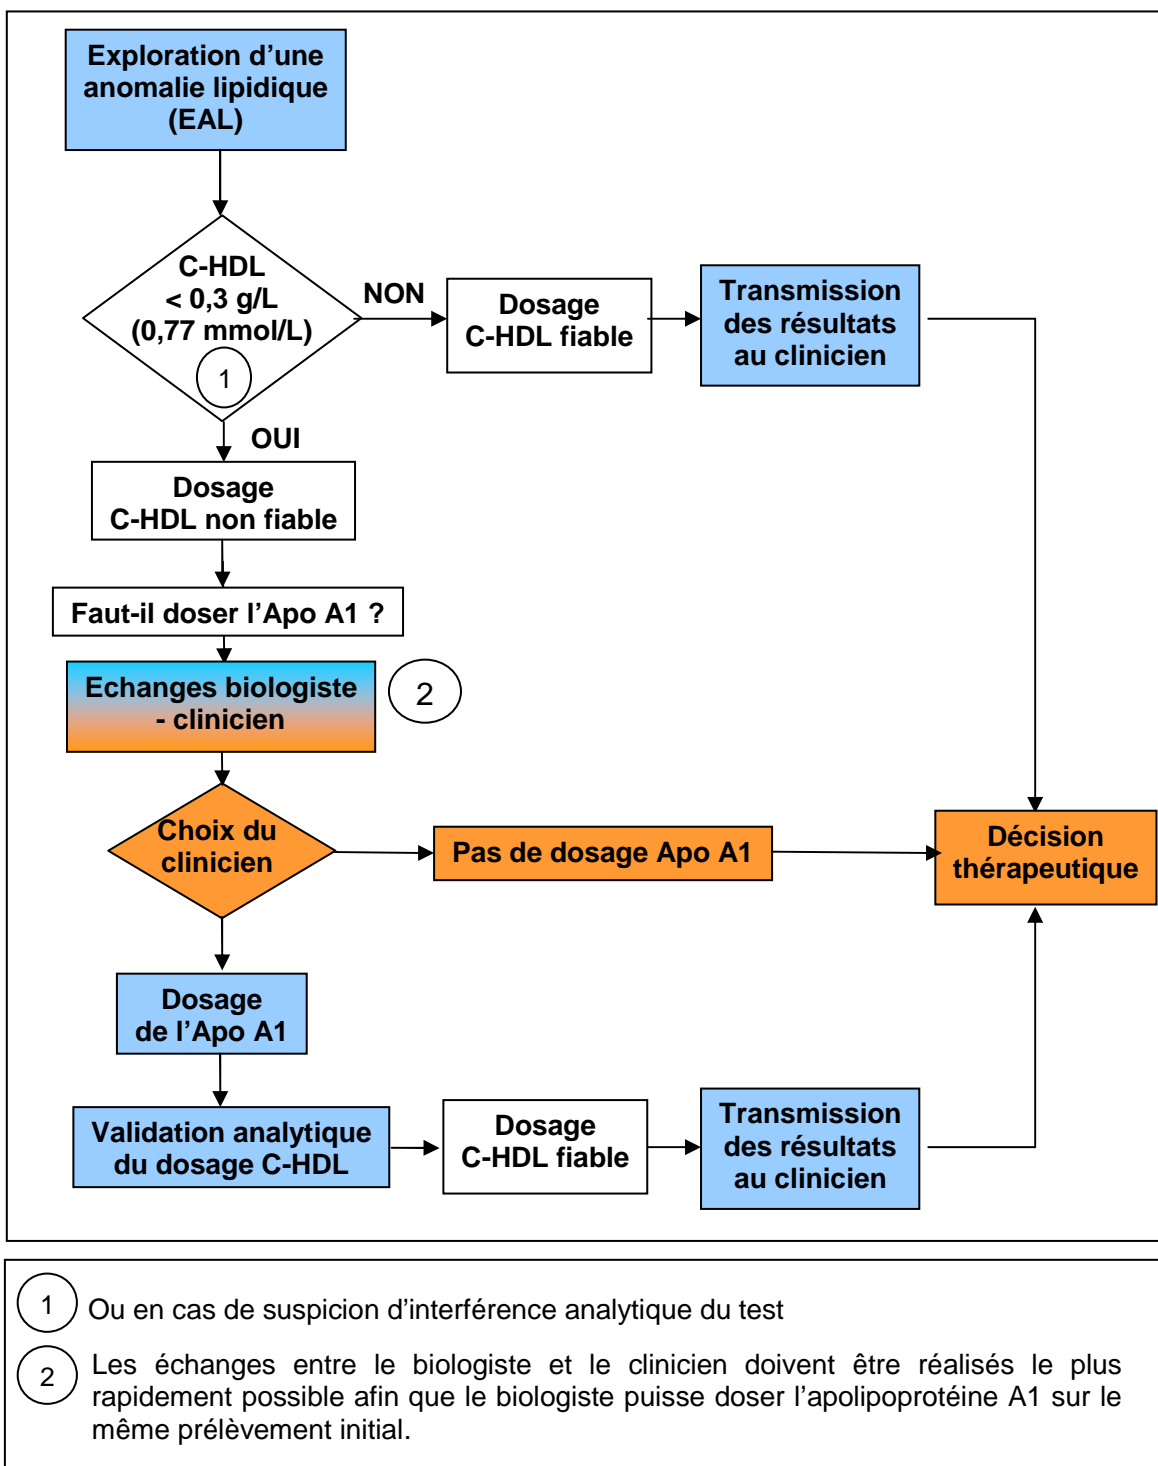 Exploration d’une
anomalie lipidique
(EAL)
C-HDL
< 0,3 g/L
(0,77 mmol/L)
1
NON
Dosage
C-HDL fiable
Transmission
des résultats
au clinicien
OUI
Dosage
C-HDL non fiable
Faut-il doser l’Apo A1 ?
Echanges biologiste
- clinicien
2
Choix du
clinicien
Pas de dosage Apo A1
Décision
thérapeutique
Dosage
de l’Apo A1
Validation analytique
du dosage C-HDL
Dosage
C-HDL fiable
Transmission
des résultats
au clinicien
1 Ou en cas de suspicion d’interférence analytique du test
2 Les échanges entre le biologiste et le clinicien doivent être réalisés le plus
rapidement possible afin que le biologiste puisse doser l’apolipoprotéine A1 sur le
même prélèvement initial.